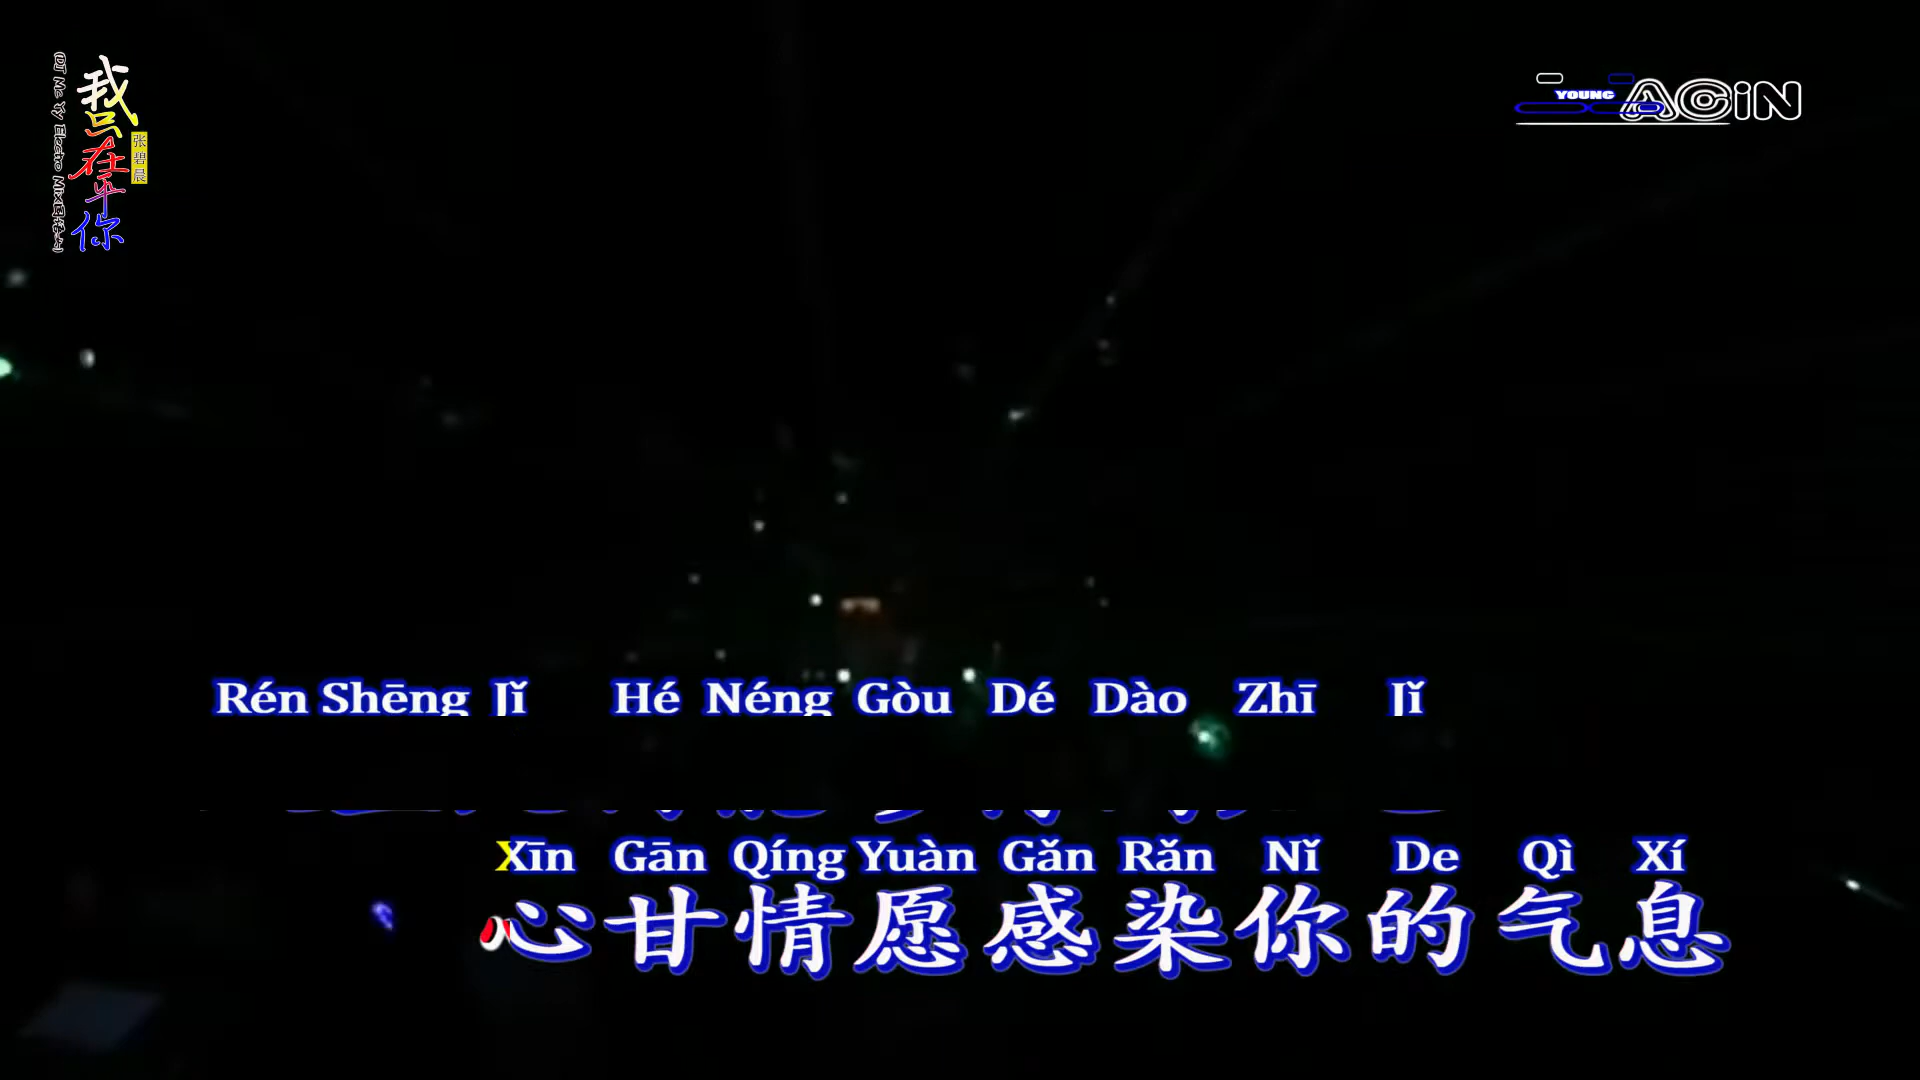 我只在乎你
张碧晨
YOUNG
ACiN
Rén Shēng Jǐ Hé Néng Gòu Dé Dào Zhī Jǐ
Xīn Gān Qíng Yuàn Gǎn Rǎn Nǐ De Qì Xí
心甘情愿感染你的气息